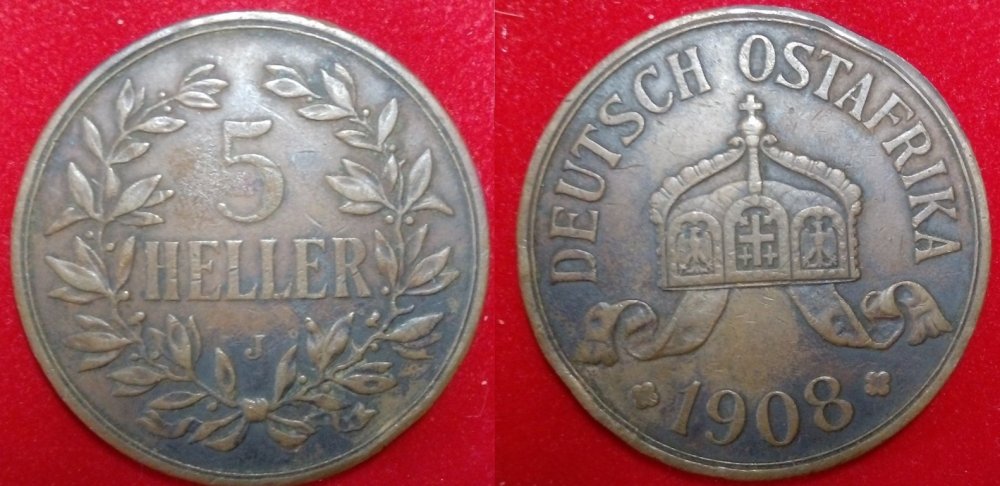 5
HELLER
J
DEUTSCH OSTAFRIKA
1908